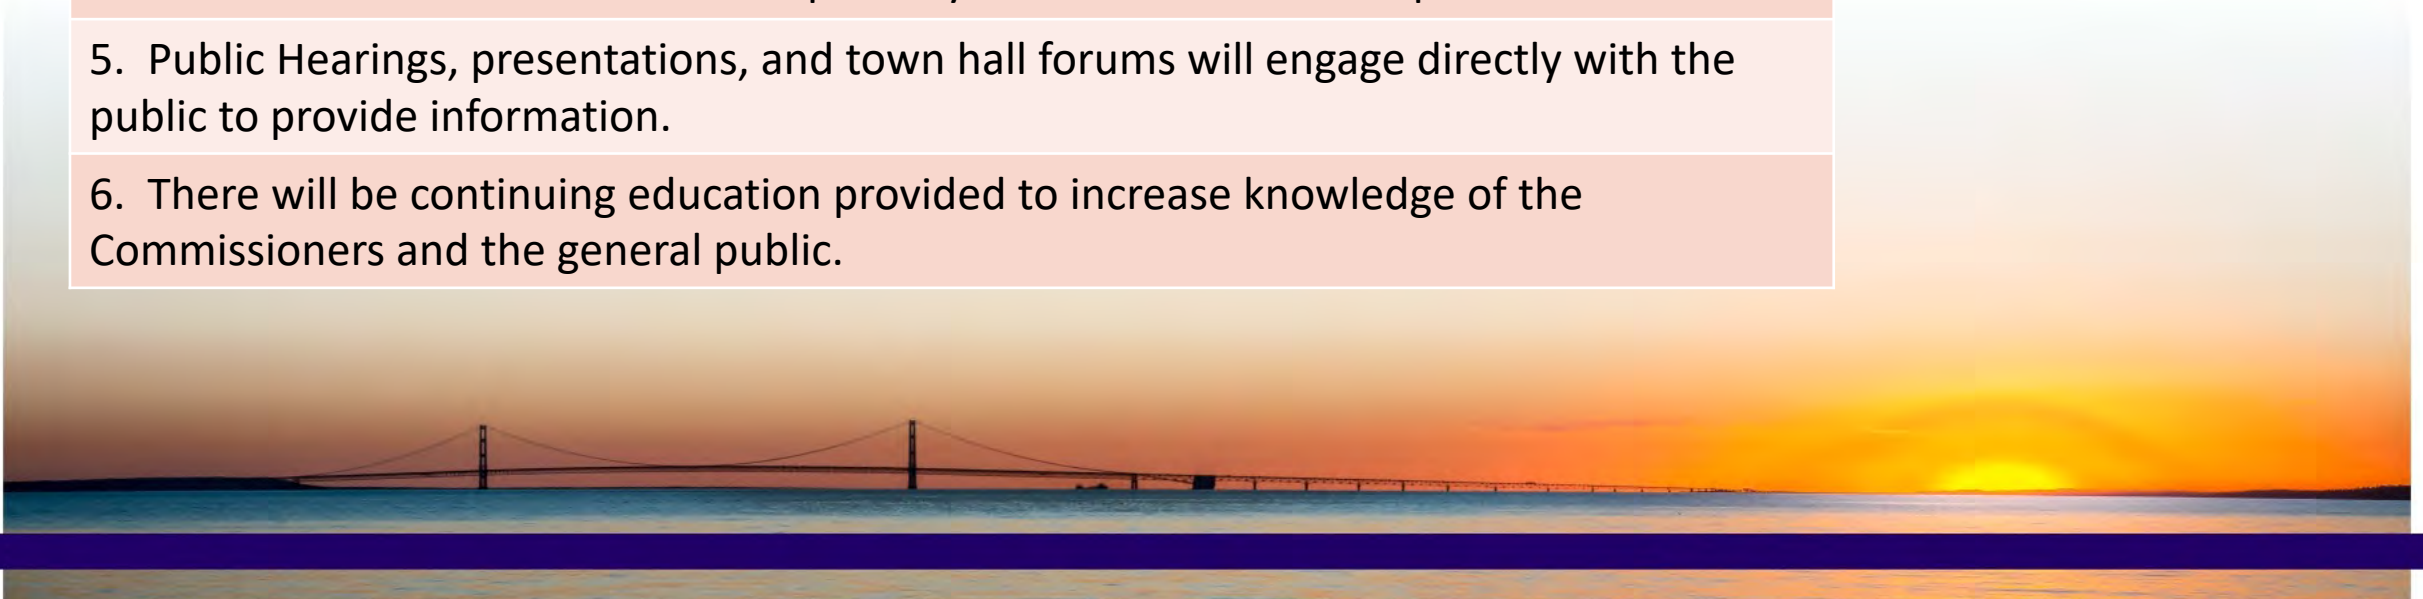 5. Public Hearings, presentations, and town hall forums will engage directly with the
public to provide information.
6. There will be continuing education provided to increase knowledge of the
Commissioners and the general public.